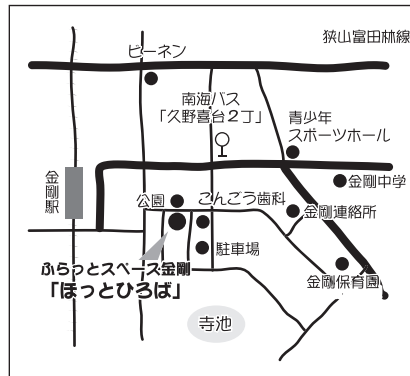 狭山富田林線
ピーネン
南海バス
「久野喜台２丁」
青少年
スポーツホール
金剛駅
金剛中学
公園
こんごう歯科
金剛連絡所
駐車場
ふらっとスペース金剛
「ほっとひろば」
金剛保育園
寺池